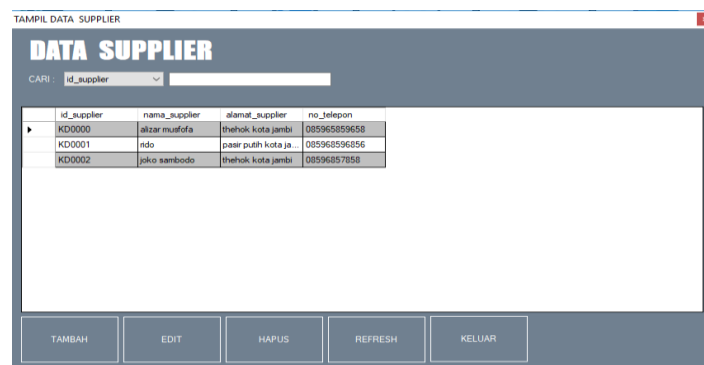 TAMPIL DATA SUPPLIER
DATA SUPPLIER
CARI : id_supplier
id_supplier nama_supplier alamat_supplier no_telepon
KD0000 alizar musfofa thehok kota jambi 085965859658
KD0001 rido pasir putih kota ja... 085968596856
KD0002 joko sambodo thehok kota jambi 08596857858
TAMBAH EDIT HAPUS REFRESH KELUAR